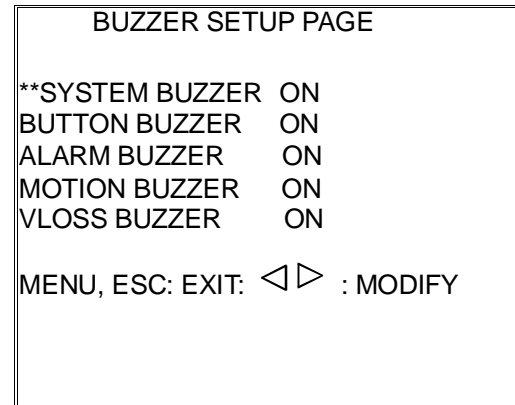 BUZZER SETUP PAGE
**SYSTEM BUZZER ON
BUTTON BUZZER ON
ALARM BUZZER ON
MOTION BUZZER ON
VLOSS BUZZER ON
MENU, ESC: EXIT: ◁ ▷ : MODIFY